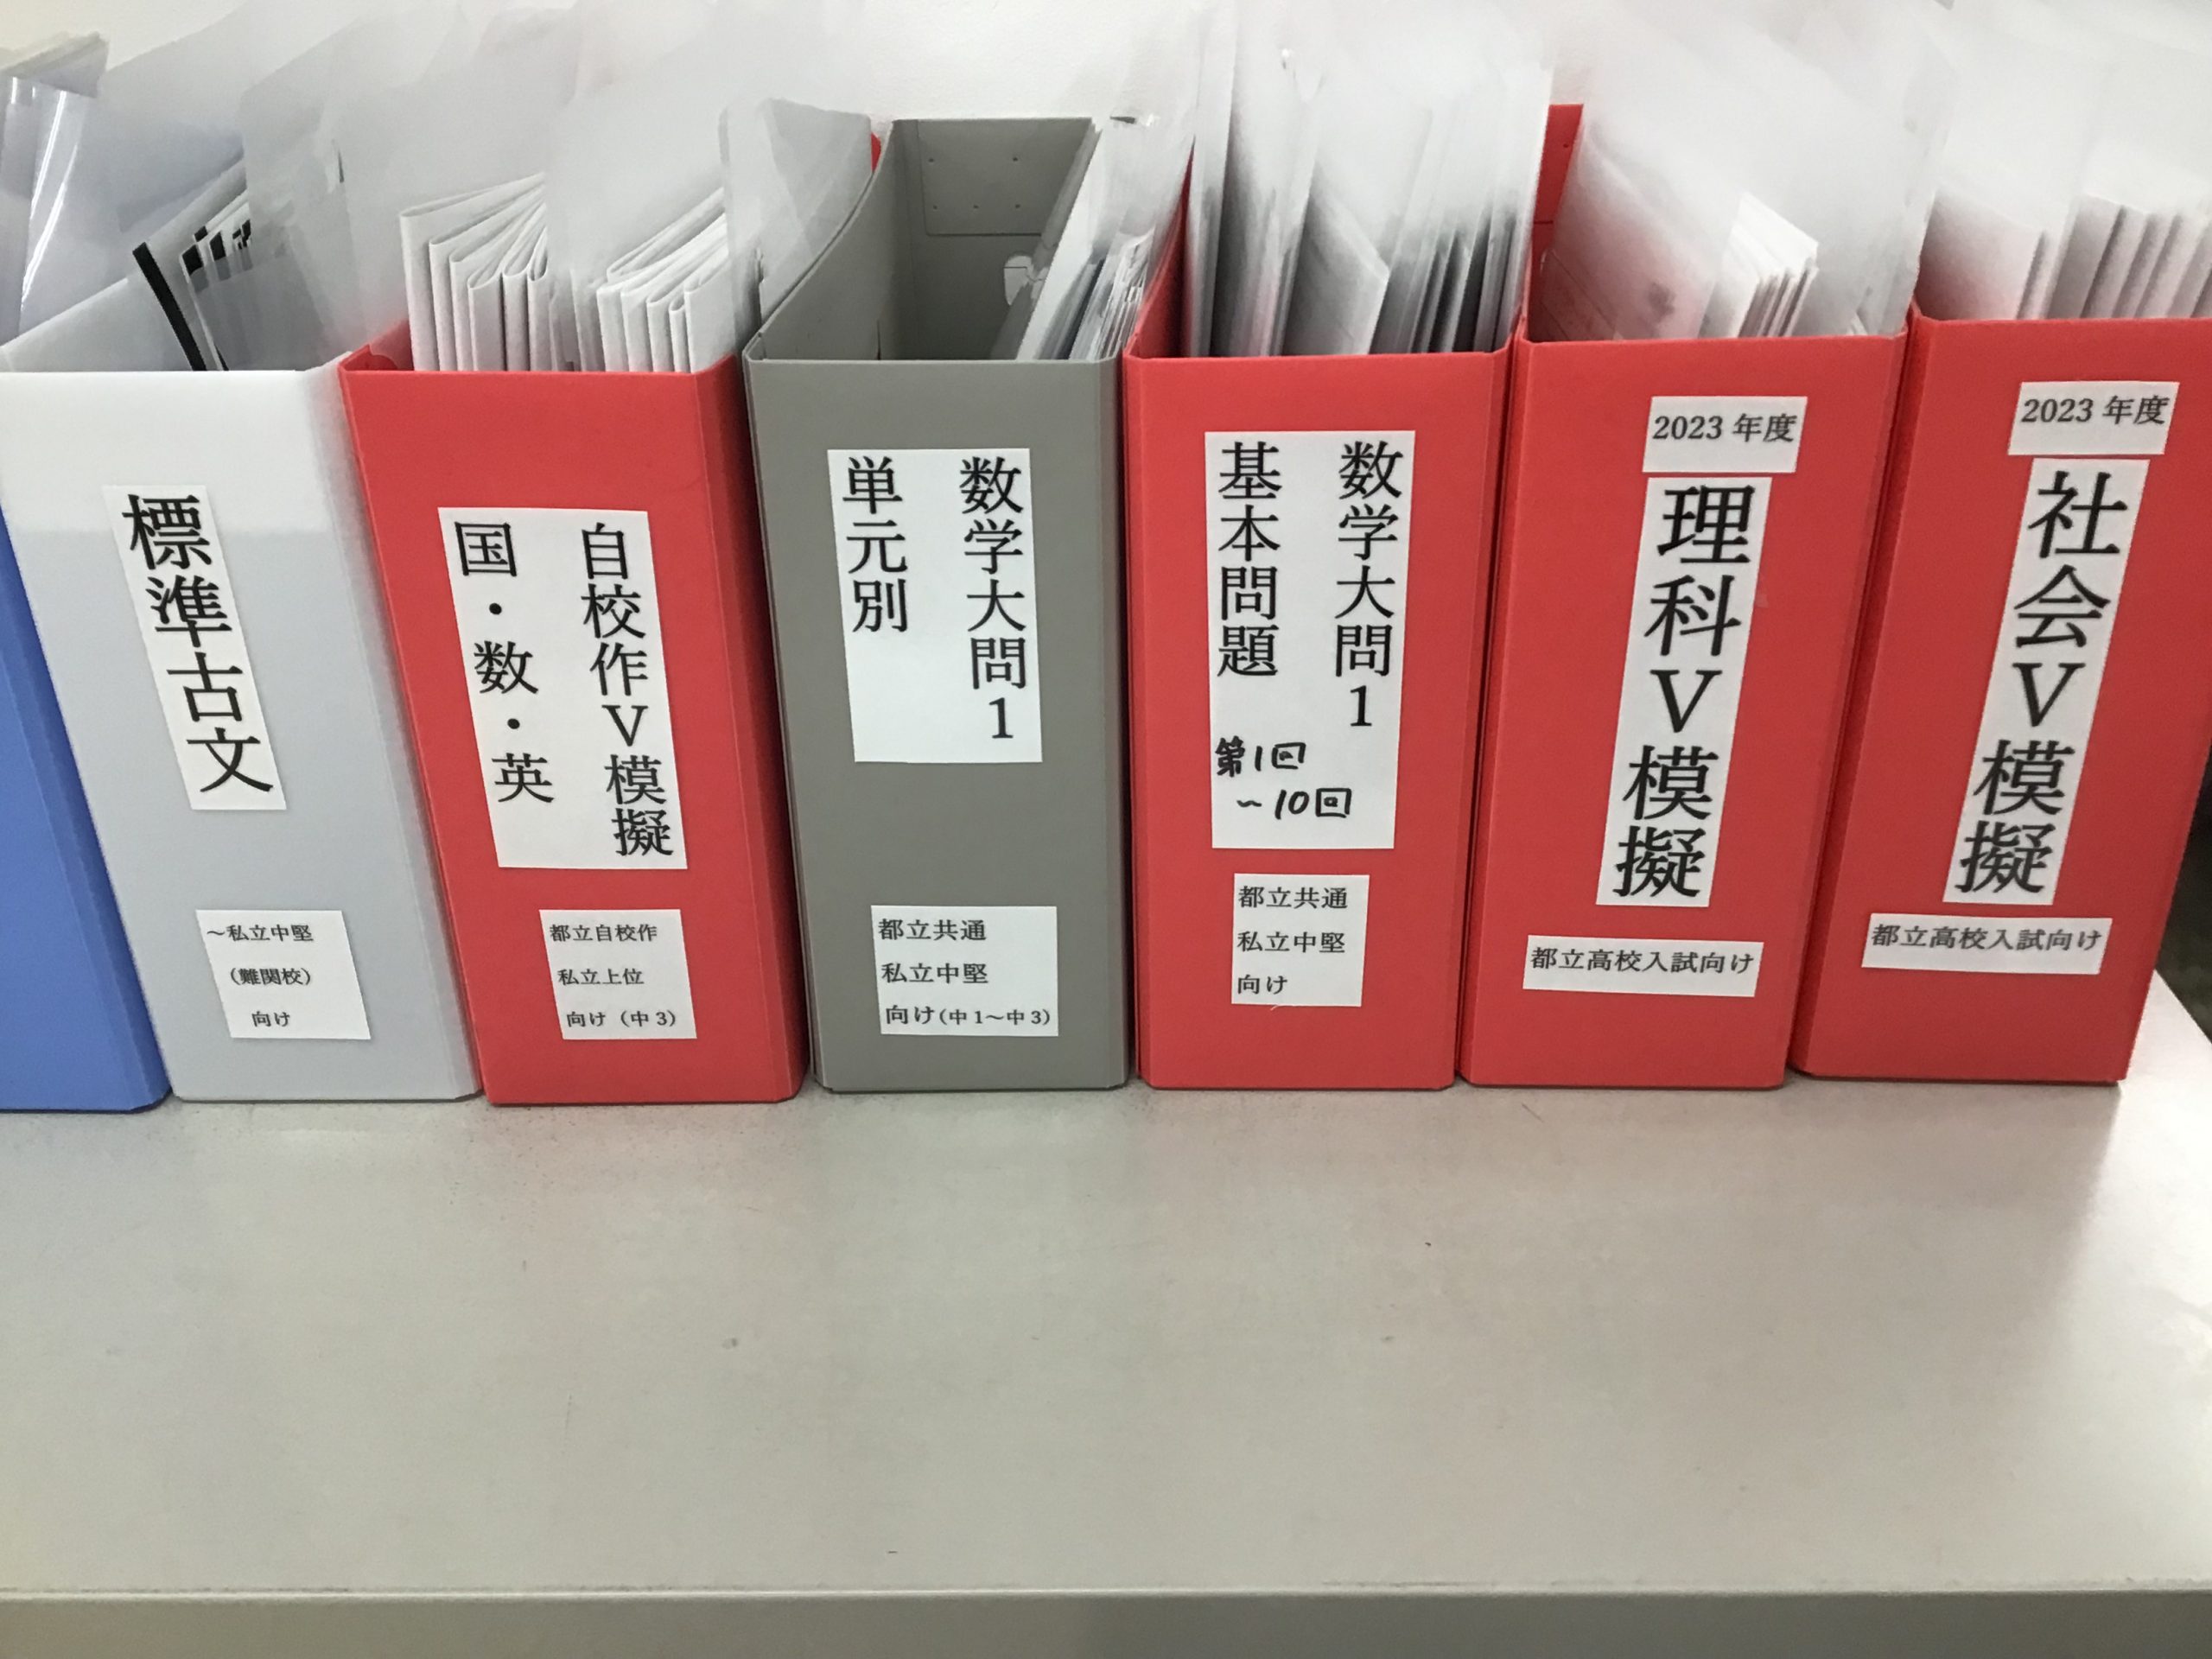 標準古文
～私立中堅
（難関校）
向け
自校作V模擬
国・数・英
都立自校作
私立上位
向け（中3）
数学大問1
単元別
都立共通
私立中堅
向け(中1～中3)
数学大問1
基本問題
第1回
～10回
都立共通
私立中堅
向け
2023年度
理科V模擬
都立高校入試向け
2023年度
社会V模擬
都立高校入試向け